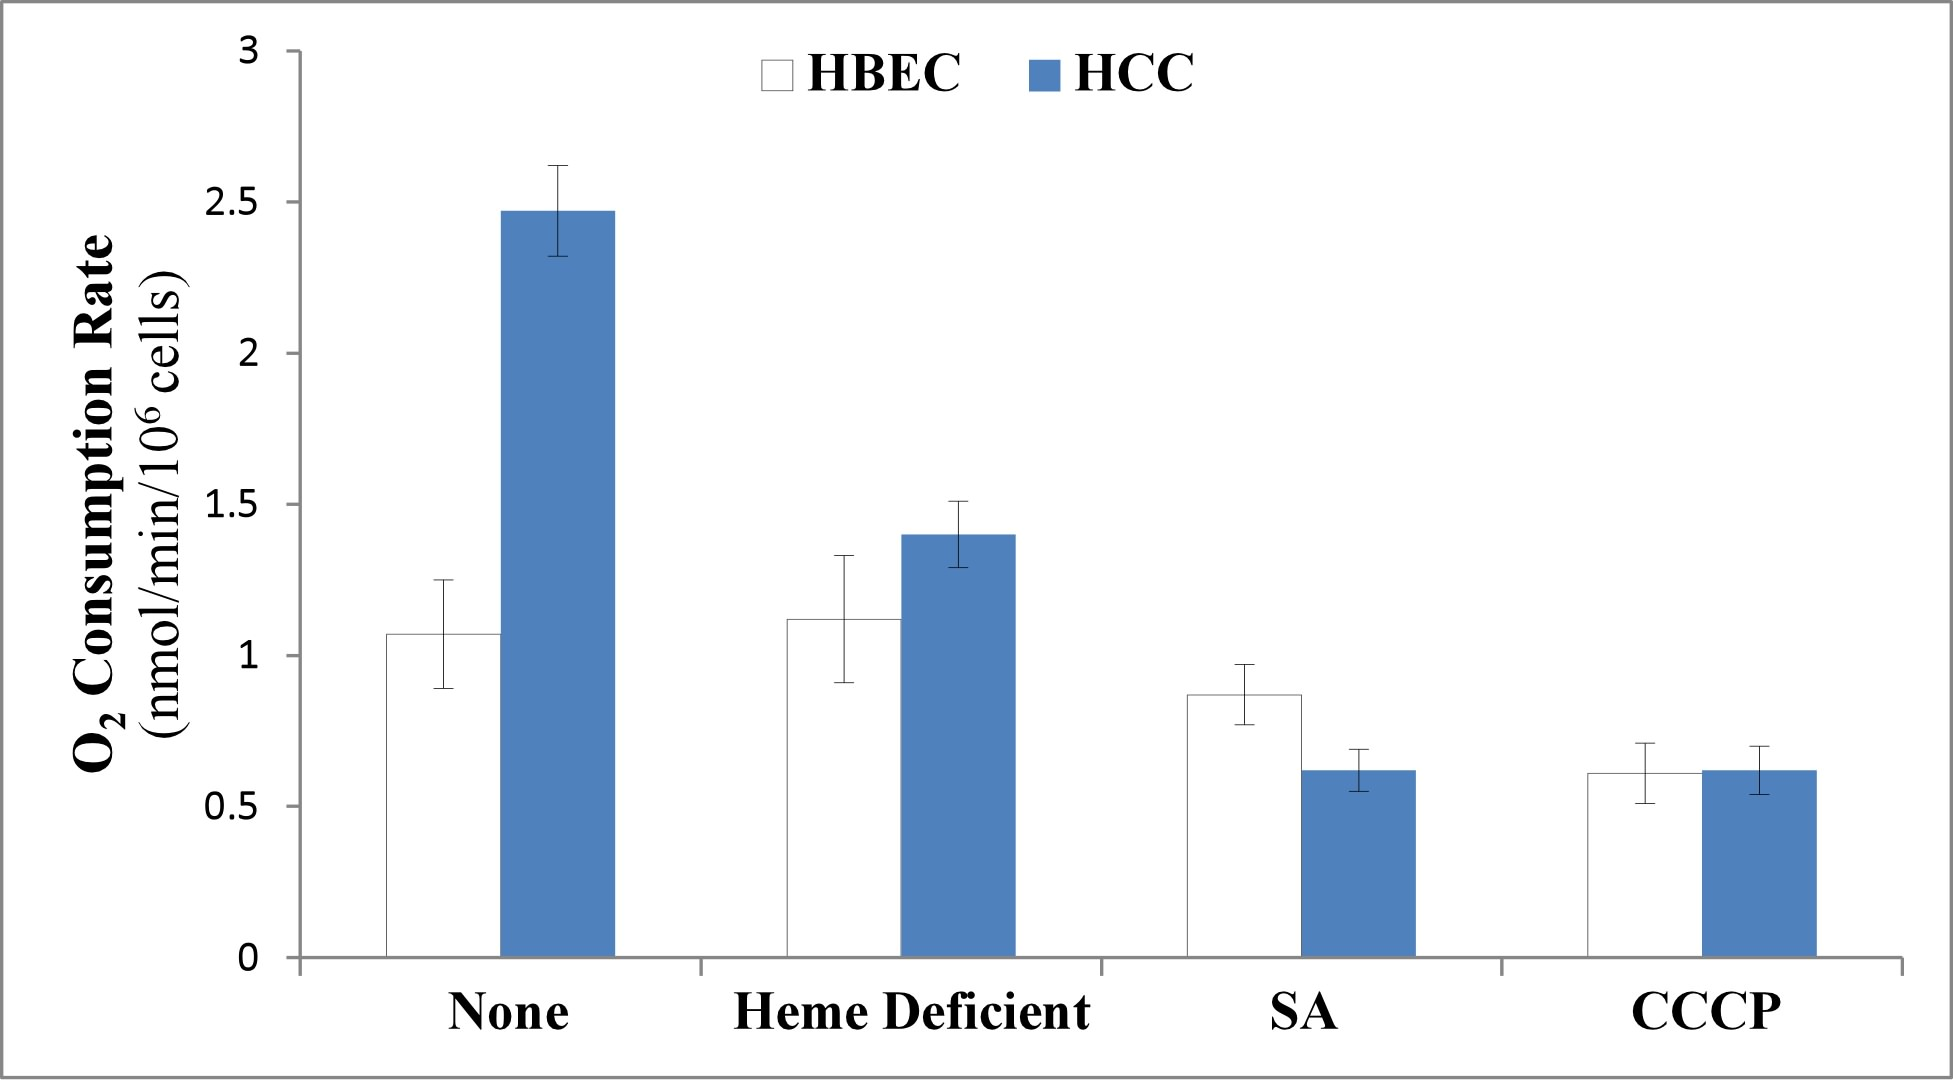 HBEC HCC
O₂ Consumption Rate
(nmol/min/10⁶ cells)
3
2.5
2
1.5
1
0.5
0
None Heme Deficient SA CCCP